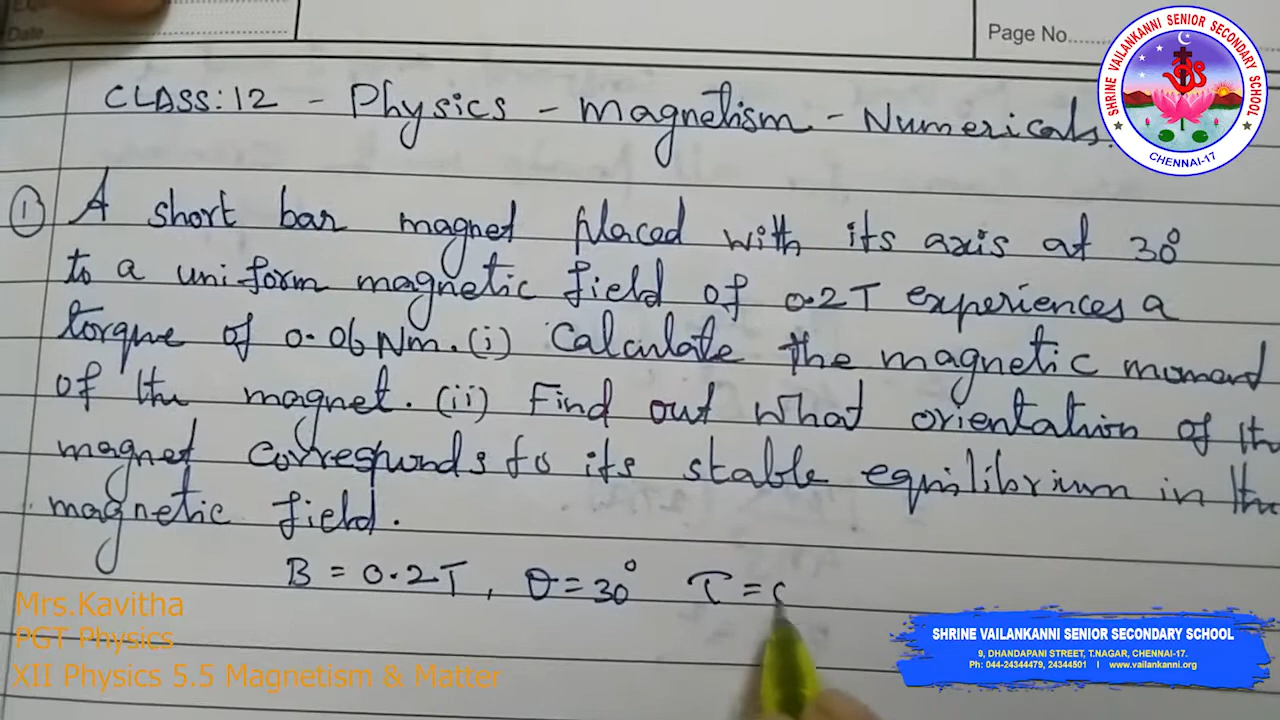 Date
Page No.......
CLASS: 12 - Physics - Magnetism - Numericals.
① A short bar magnet placed with its axis at 30°
to a uniform magnetic field of 0.2T experiences a
torque of 0.06 Nm. (i) Calculate the magnetic moment
of the magnet. (ii) Find out what orientation of the
magnet corresponds to its stable equilibrium in the
magnetic field.
B = 0.2T, θ = 30° τ =
Mrs.Kavitha
PGT Physics
XII Physics 5.5 Magnetism & Matter
SHRINE VAILANKANNI SENIOR SECONDARY SCHOOL
CHENNAI-17
SHRINE VAILANKANNI SENIOR SECONDARY SCHOOL
9, DHANDAPANI STREET, T.NAGAR, CHENNAI-17.
Ph: 044-24344479, 24344501 | www.vailankanni.org